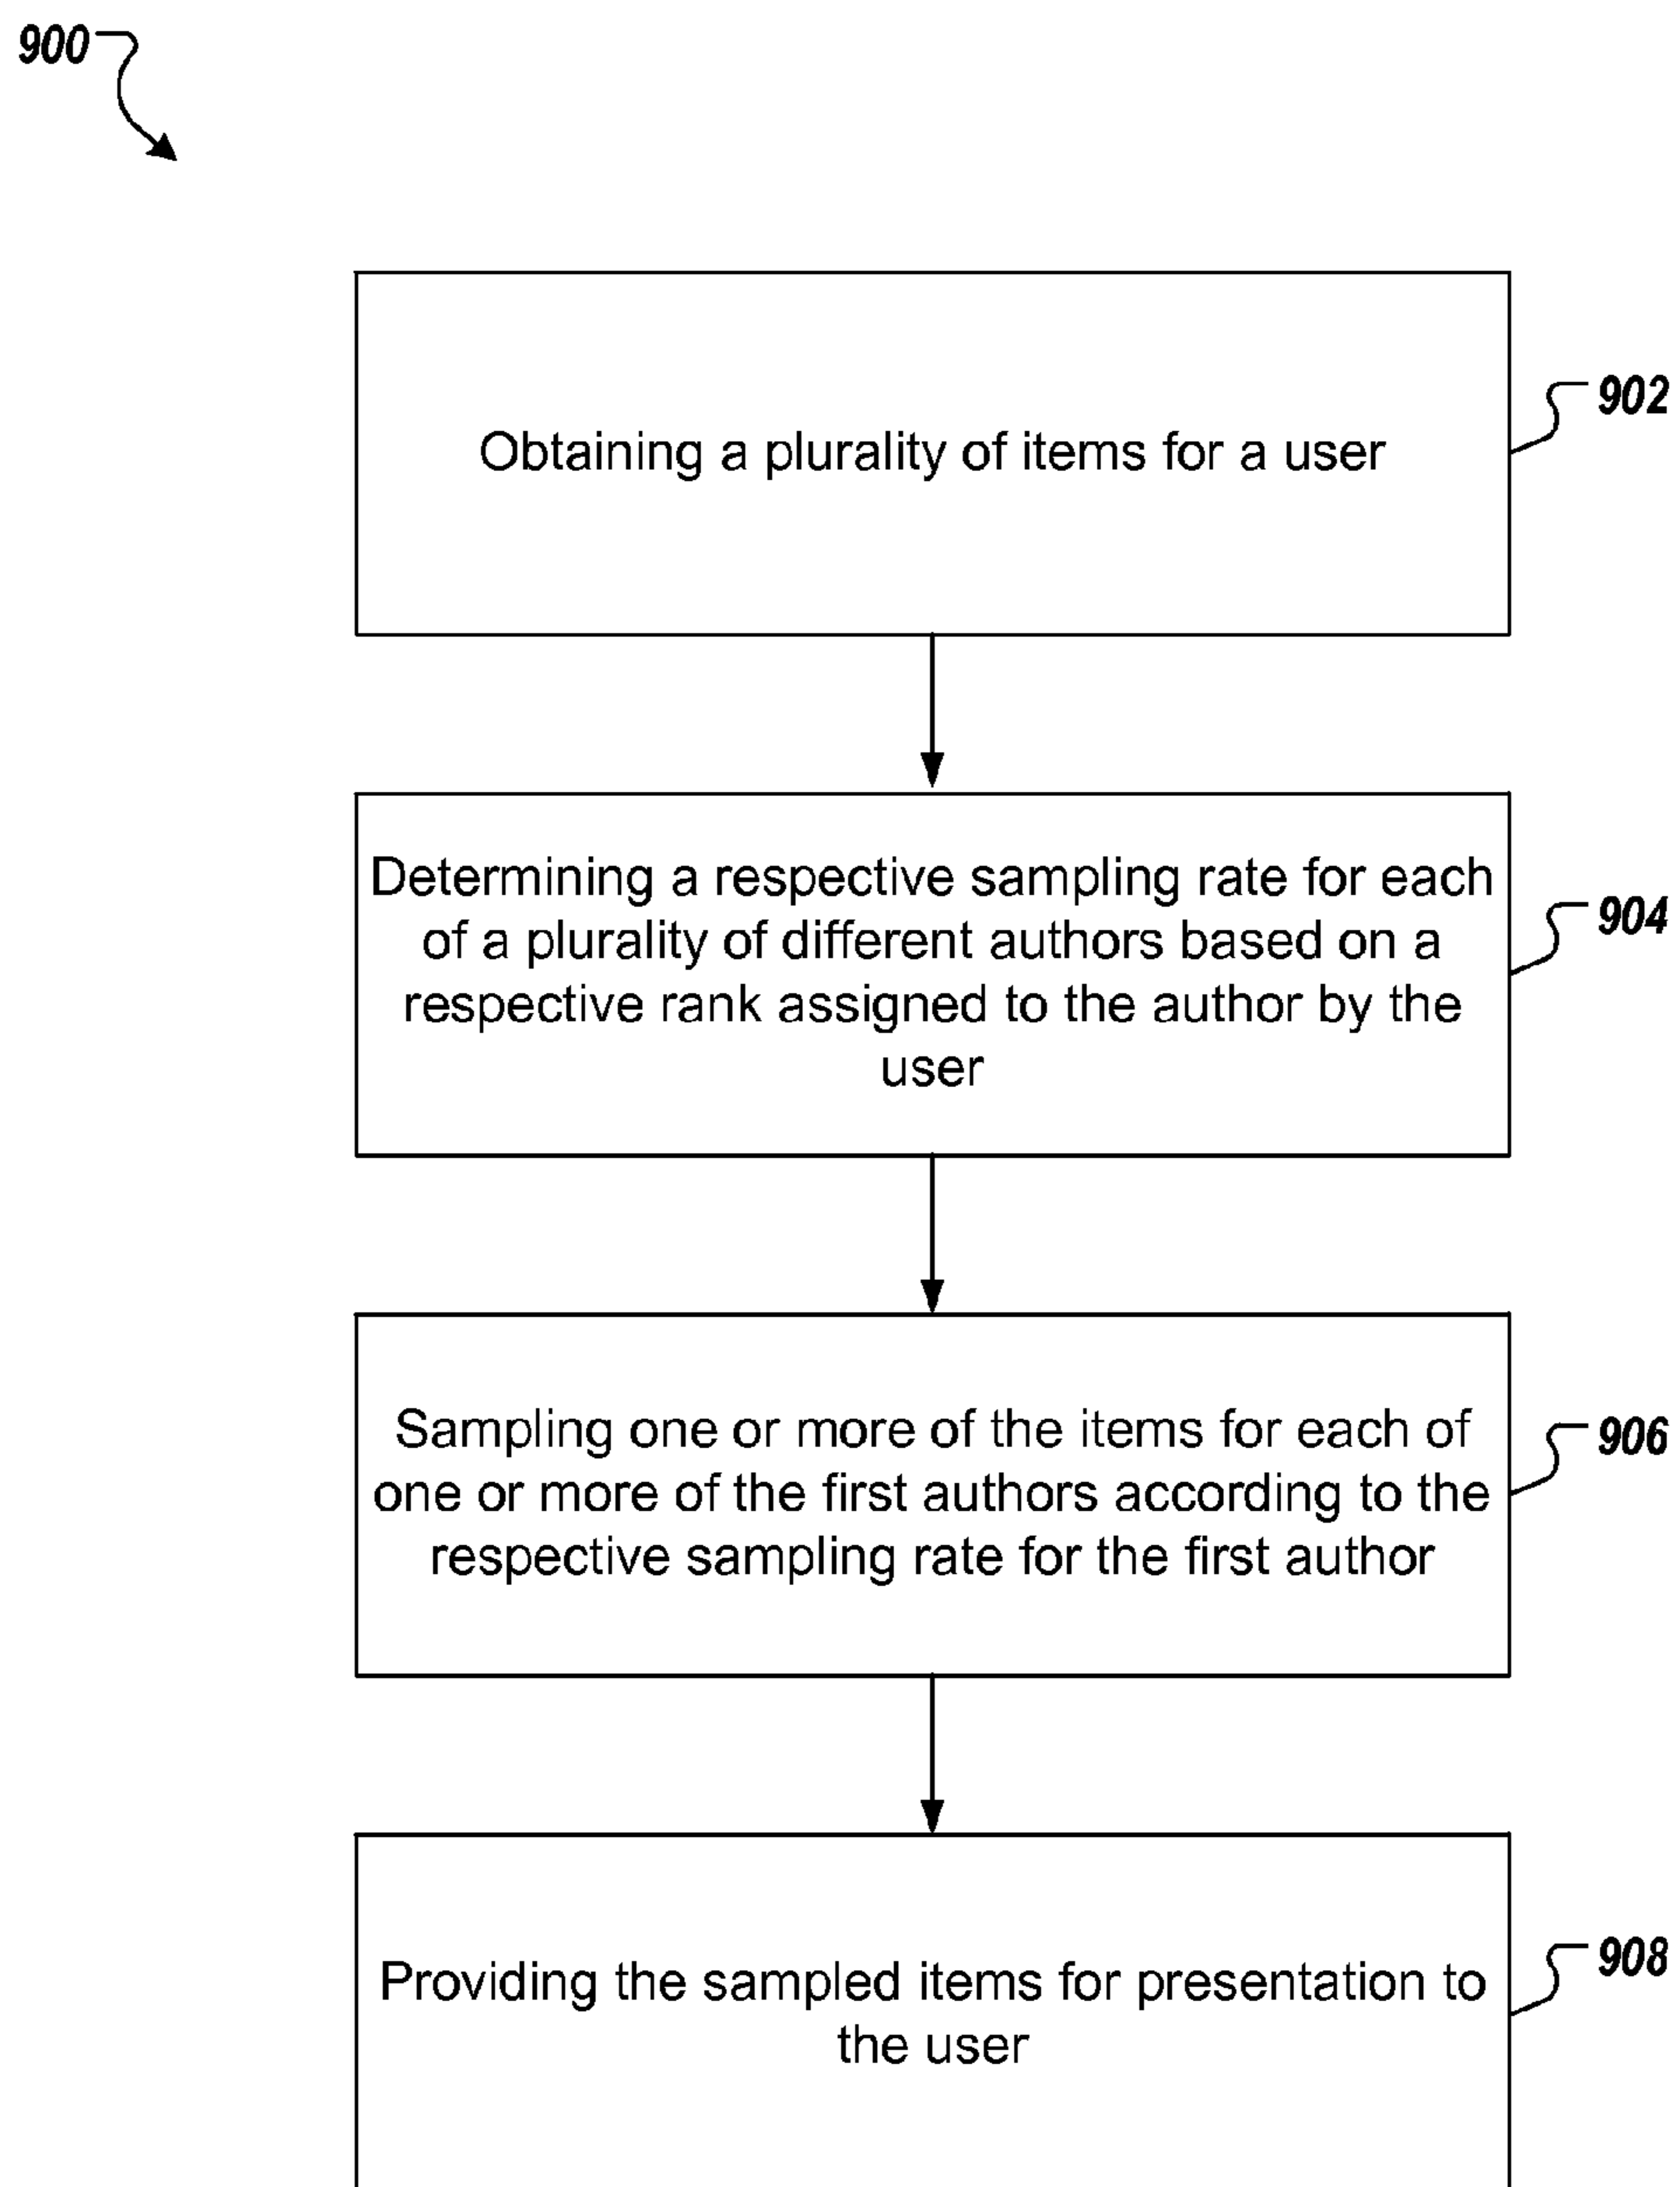 900
Obtaining a plurality of items for a user
902
Determining a respective sampling rate for each
of a plurality of different authors based on a
respective rank assigned to the author by the
user
904
Sampling one or more of the items for each of
one or more of the first authors according to the
respective sampling rate for the first author
906
Providing the sampled items for presentation to
the user
908